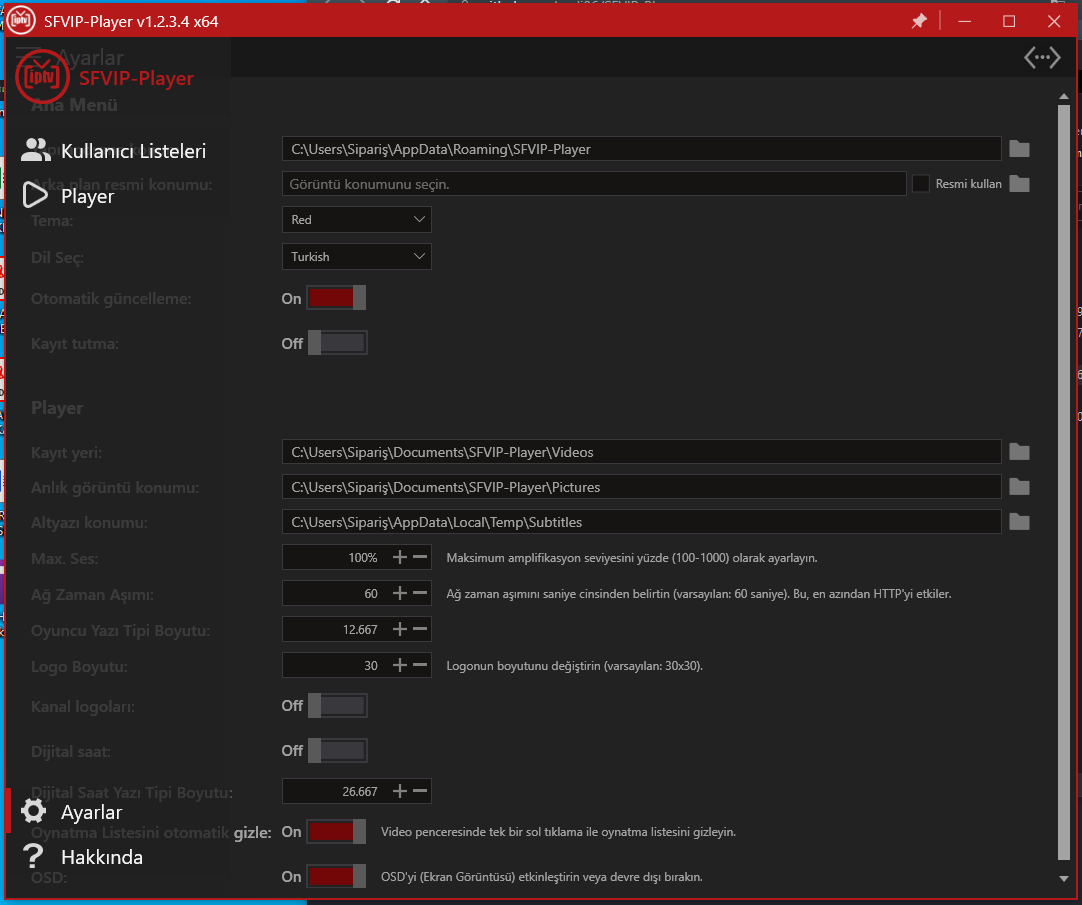 SFVIP-Player v1.2.3.4 x64
Ayarlar
iptv SFVIP-Player
Ana Menü
Kullanıcı Listeleri
C:\Users\Sipariş\AppData\Roaming\SFVIP-Player
Arka plan resmi konumu:
Görüntü konumunu seçin.
Resmi kullan
Player
Tema:
Red
Dil Seç:
Turkish
Otomatik güncelleme:
On
Kayıt tutma:
Off
Player
Kayıt yeri:
C:\Users\Sipariş\Documents\SFVIP-Player\Videos
Anlık görüntü konumu:
C:\Users\Sipariş\Documents\SFVIP-Player\Pictures
Altyazı konumu:
C:\Users\Sipariş\AppData\Local\Temp\Subtitles
Max. Ses:
100%
Maksimum amplifikasyon seviyesini yüzde (100-1000) olarak ayarlayın.
Ağ Zaman Aşımı:
60
Ağ zaman aşımını saniye cinsinden belirtin (varsayılan: 60 saniye). Bu, en azından HTTP'yi etkiler.
Oyuncu Yazı Tipi Boyutu:
12.667
Logo Boyutu:
30
Logonun boyutunu değiştirin (varsayılan: 30x30).
Kanal logoları:
Off
Dijital saat:
Off
Dijital Saat Yazı Tipi Boyutu:
26.667
Ayarlar
Oynatma Listesini otomatik gizle:
On
Video penceresinde tek bir sol tıklama ile oynatma listesini gizleyin.
Hakkında
OSD:
On
OSD'yi (Ekran Görüntüsü) etkinleştirin veya devre dışı bırakın.